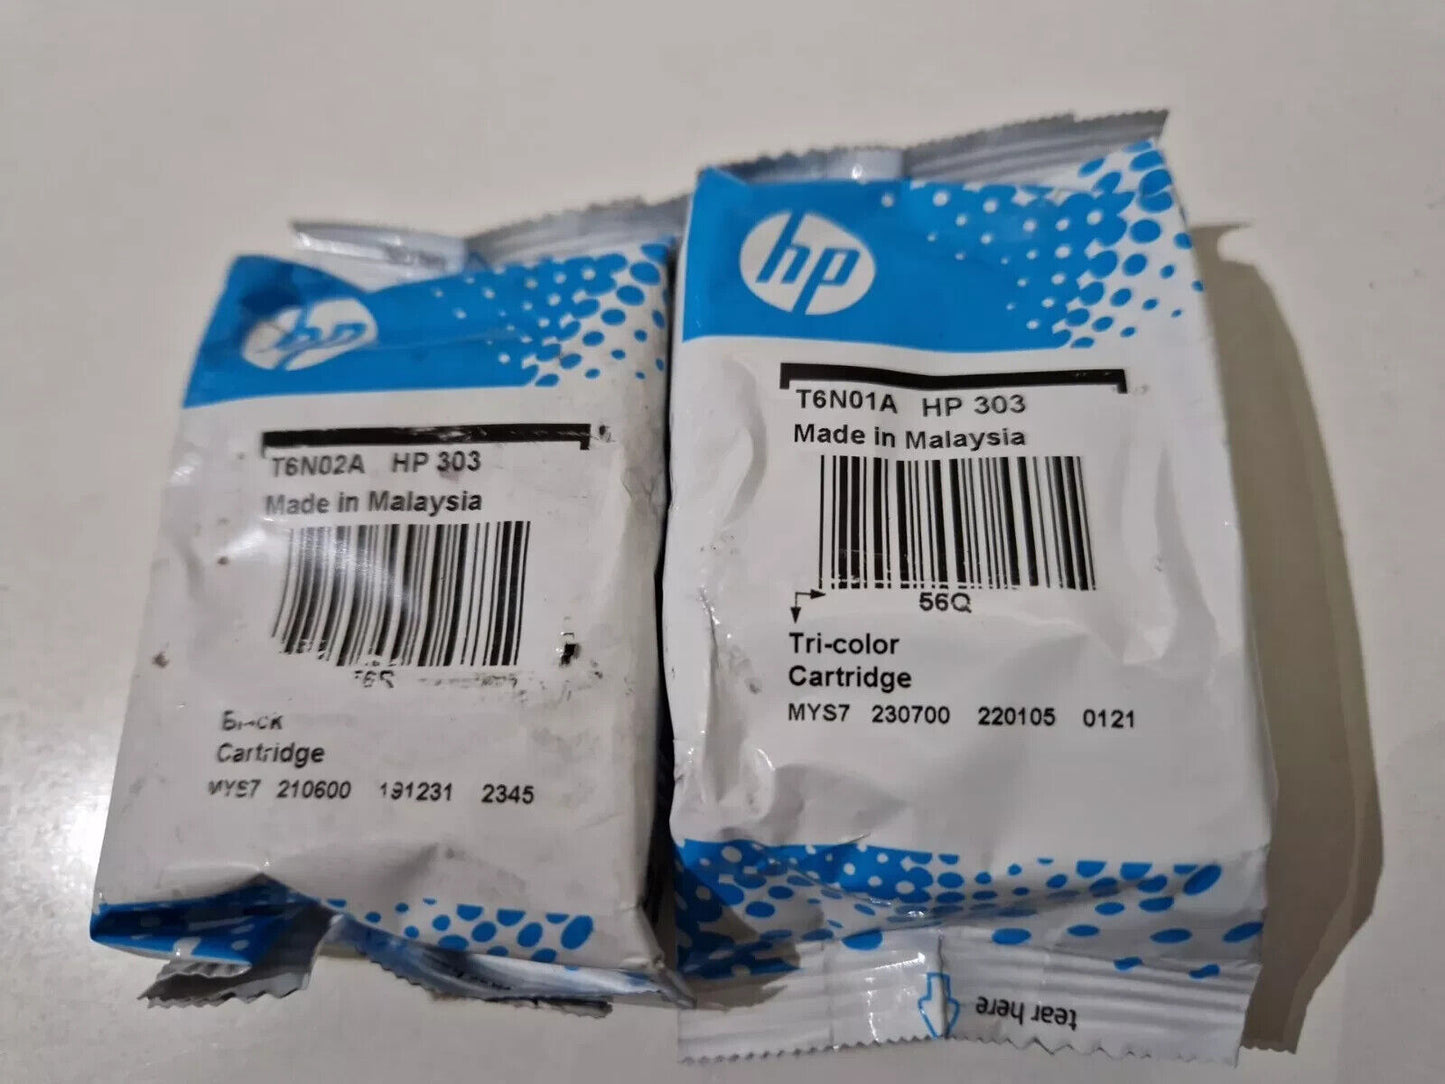 hp
T6N02A HP 303
Made in Malaysia
Cartridge
MYS7 210600 191231 2345
hp
T6N01A HP 303
Made in Malaysia
56Q
Tri-color
Cartridge
MYS7 230700 220105 0121
tear here